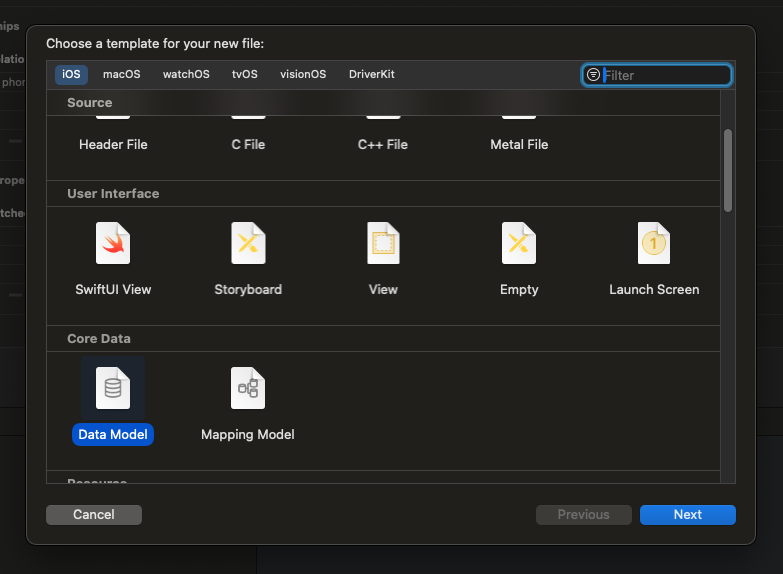 Choose a template for your new file:
iOS macOS watchOS tvOS visionOS DriverKit Filter
Source
Header File C File C++ File Metal File
User Interface
SwiftUI View Storyboard View Empty Launch Screen
1
Core Data
Data Model Mapping Model
Resource
Cancel Previous Next